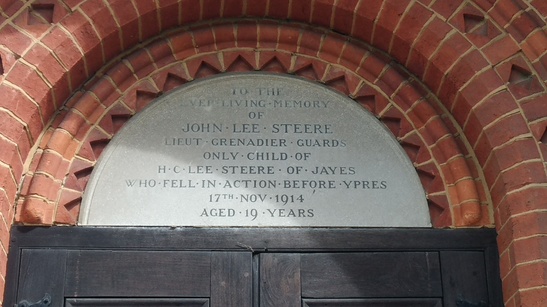 TO THE
EVER·LIVING·MEMORY
OF
JOHN·LEE·STEERE
LIEUT·GRENADIER·GUARDS
ONLY·CHILD·OF
H·C·LEE·STEERE·OF·JAYES
WHO·FELL·IN·ACTION·BEFORE·YPRES
17TH·NOV·1914
AGED·19·YEARS